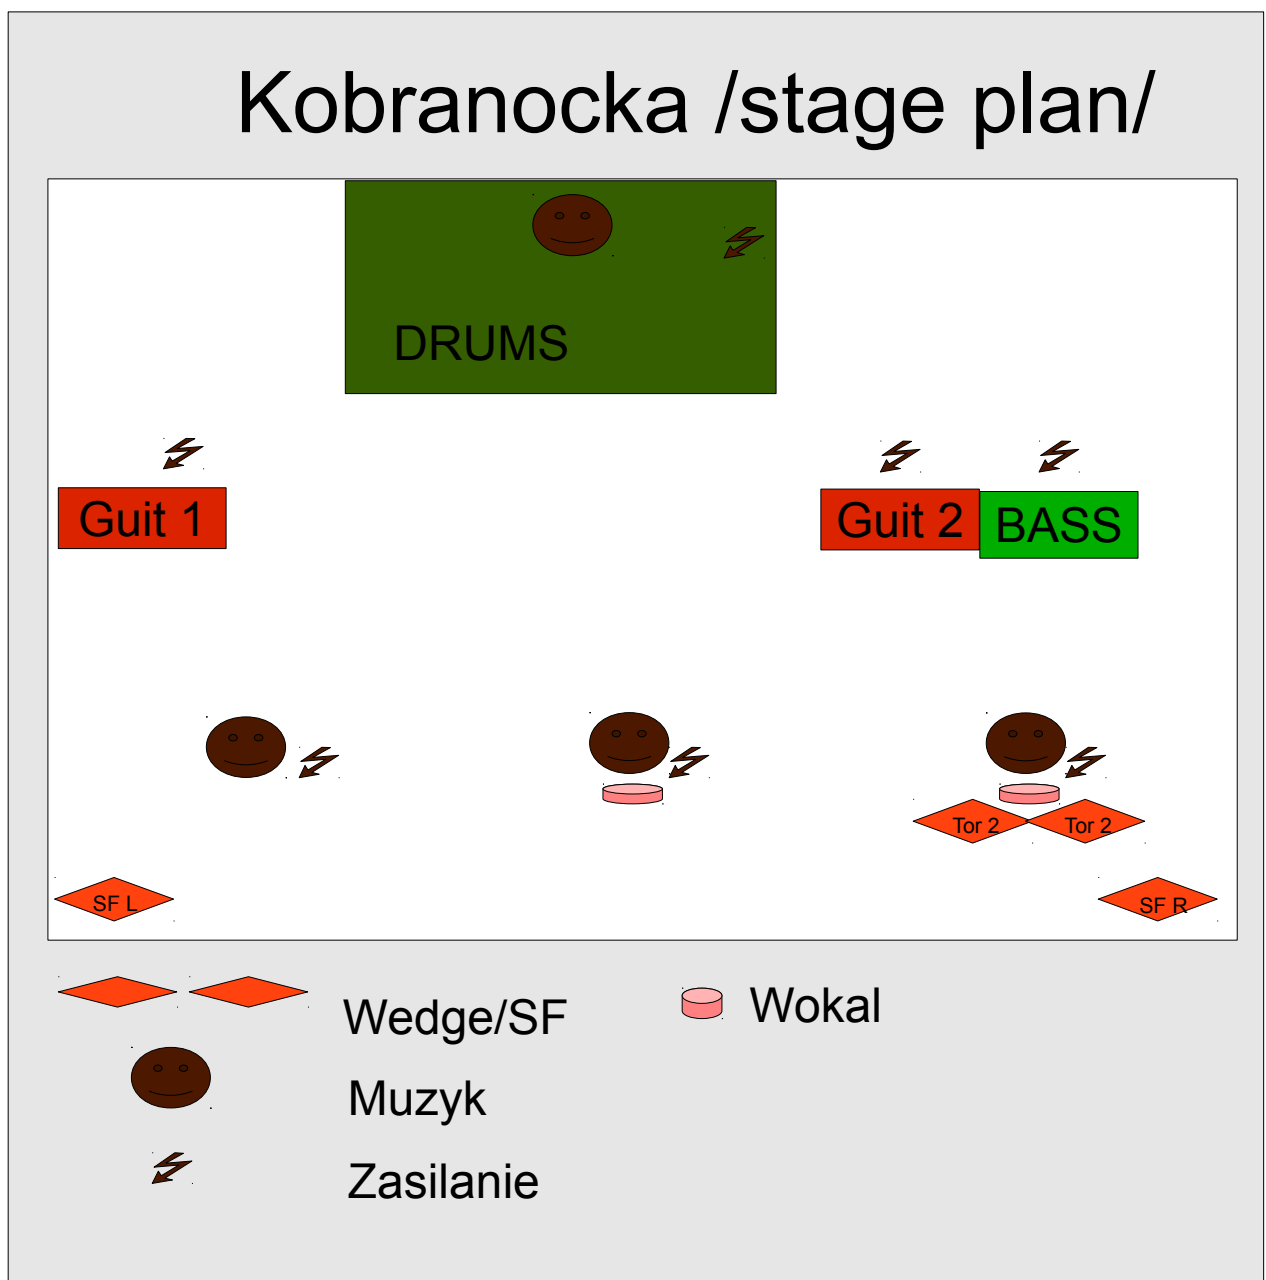 Kobranocka /stage plan/
DRUMS
Guit 1
Guit 2
BASS
Tor 2
Tor 2
SF L
SF R
Wedge/SF
Wokal
Muzyk
Zasilanie